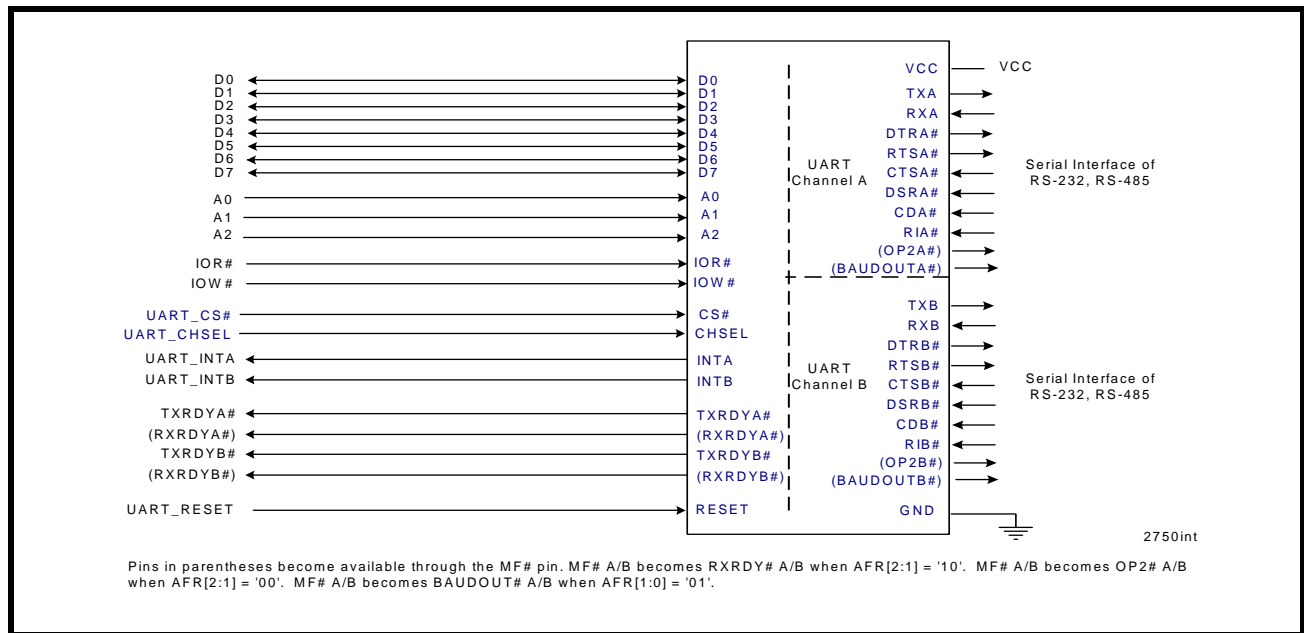 D0
D1
D2
D3
D4
D5
D6
D7
A0
A1
A2
IOR#
IOW#
UART_CS#
UART_CHSEL
UART_INTA
UART_INTB
TXRDYA#
(RXRDYA#)
TXRDYB#
(RXRDYB#)
UART_RESET
D0
D1
D2
D3
D4
D5
D6
D7
A0
A1
A2
IOR#
IOW#
CS#
CHSEL
INTA
INTB
TXRDYA#
(RXRDYA#)
TXRDYB#
(RXRDYB#)
RESET
UART
Channel A
UART
Channel B
VCC
TXA
RXA
DTRA#
RTSA#
CTSA#
DSRA#
CDA#
RIA#
(OP2A#)
(BAUDOUTA#)
TXB
RXB
DTRB#
RTSB#
CTSB#
DSRB#
CDB#
RIB#
(OP2B#)
(BAUDOUTB#)
GND
VCC
Serial Interface of
RS-232, RS-485
Serial Interface of
RS-232, RS-485
2750int
Pins in parentheses become available through the MF# pin. MF# A/B becomes RXRDY# A/B when AFR[2:1] = '10'. MF# A/B becomes OP2# A/B
when AFR[2:1] = '00'. MF# A/B becomes BAUDOUT# A/B when AFR[1:0] = '01'.